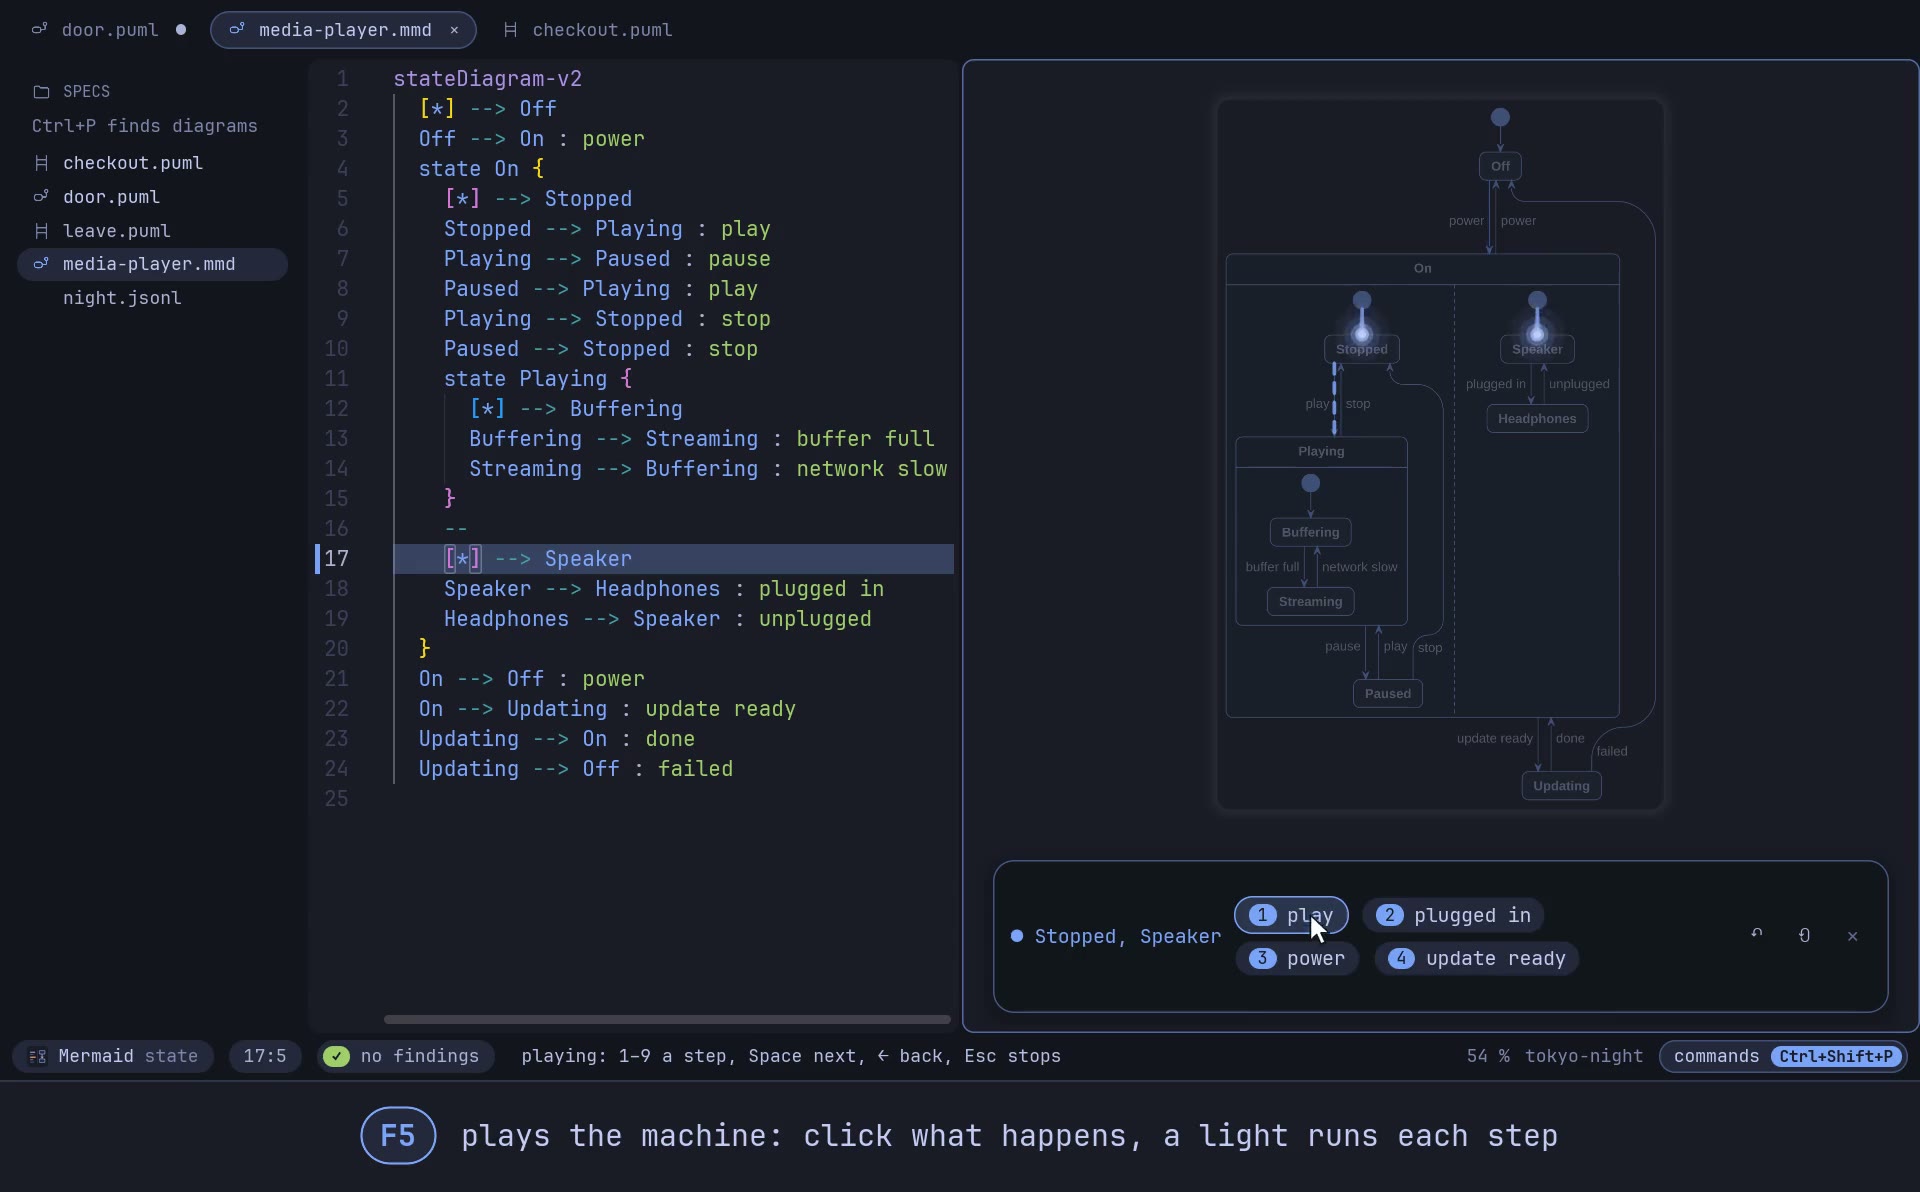 door.puml
media-player.mmd ×
checkout.puml
SPECS
Ctrl+P finds diagrams
checkout.puml
door.puml
leave.puml
media-player.mmd
night.jsonl
1 stateDiagram-v2
2 [*] --> Off
3 Off --> On : power
4 state On {
5 [*] --> Stopped
6 Stopped --> Playing : play
7 Playing --> Paused : pause
8 Paused --> Playing : play
9 Playing --> Stopped : stop
10 Paused --> Stopped : stop
11 state Playing {
12 [*] --> Buffering
13 Buffering --> Streaming : buffer full
14 Streaming --> Buffering : network slow
15 }
16 --
17 [*] --> Speaker
18 Speaker --> Headphones : plugged in
19 Headphones --> Speaker : unplugged
20 }
21 On --> Off : power
22 On --> Updating : update ready
23 Updating --> On : done
24 Updating --> Off : failed
25
Off
power power
On
Stopped Speaker
plugged in unplugged
play stop
Headphones
Playing
Buffering
buffer full network slow
Streaming
pause play stop
Paused
update ready done
failed
Updating
Stopped, Speaker
1 play 2 plugged in
3 power 4 update ready
×
Mermaid state 17:5 no findings playing: 1–9 a step, Space next, ← back, Esc stops 54 % tokyo-night commands Ctrl+Shift+P
F5 plays the machine: click what happens, a light runs each step